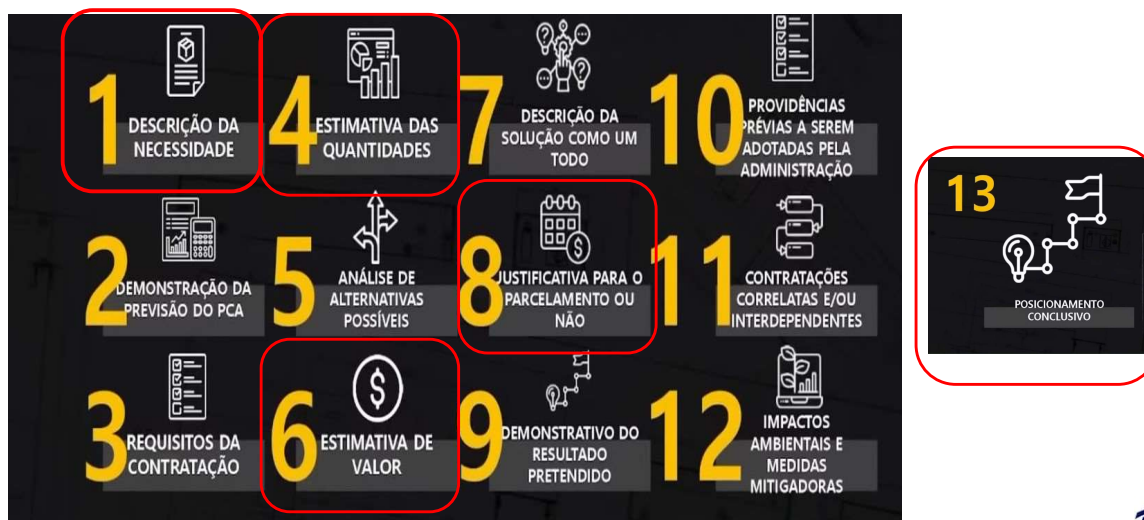 1
DESCRIÇÃO DA
NECESSIDADE
2
DEMONSTRAÇÃO DA
PREVISÃO DO PCA
3
REQUISITOS DA
CONTRATAÇÃO
4
ESTIMATIVA DAS
QUANTIDADES
5
ANÁLISE DE
ALTERNATIVAS
POSSÍVEIS
6
ESTIMATIVA DE
VALOR
7
DESCRIÇÃO DA
SOLUÇÃO COMO UM
TODO
8
JUSTIFICATIVA PARA O
PARCELAMENTO OU
NÃO
9
DEMONSTRATIVO DO
RESULTADO
PRETENDIDO
10
PROVIDÊNCIAS
PRÉVIAS A SEREM
ADOTADAS PELA
ADMINISTRAÇÃO
11
CONTRATAÇÕES
CORRELATAS E/OU
INTERDEPENDENTES
12
IMPACTOS
AMBIENTAIS E
MEDIDAS
MITIGADORAS
13
POSICIONAMENTO
CONCLUSIVO